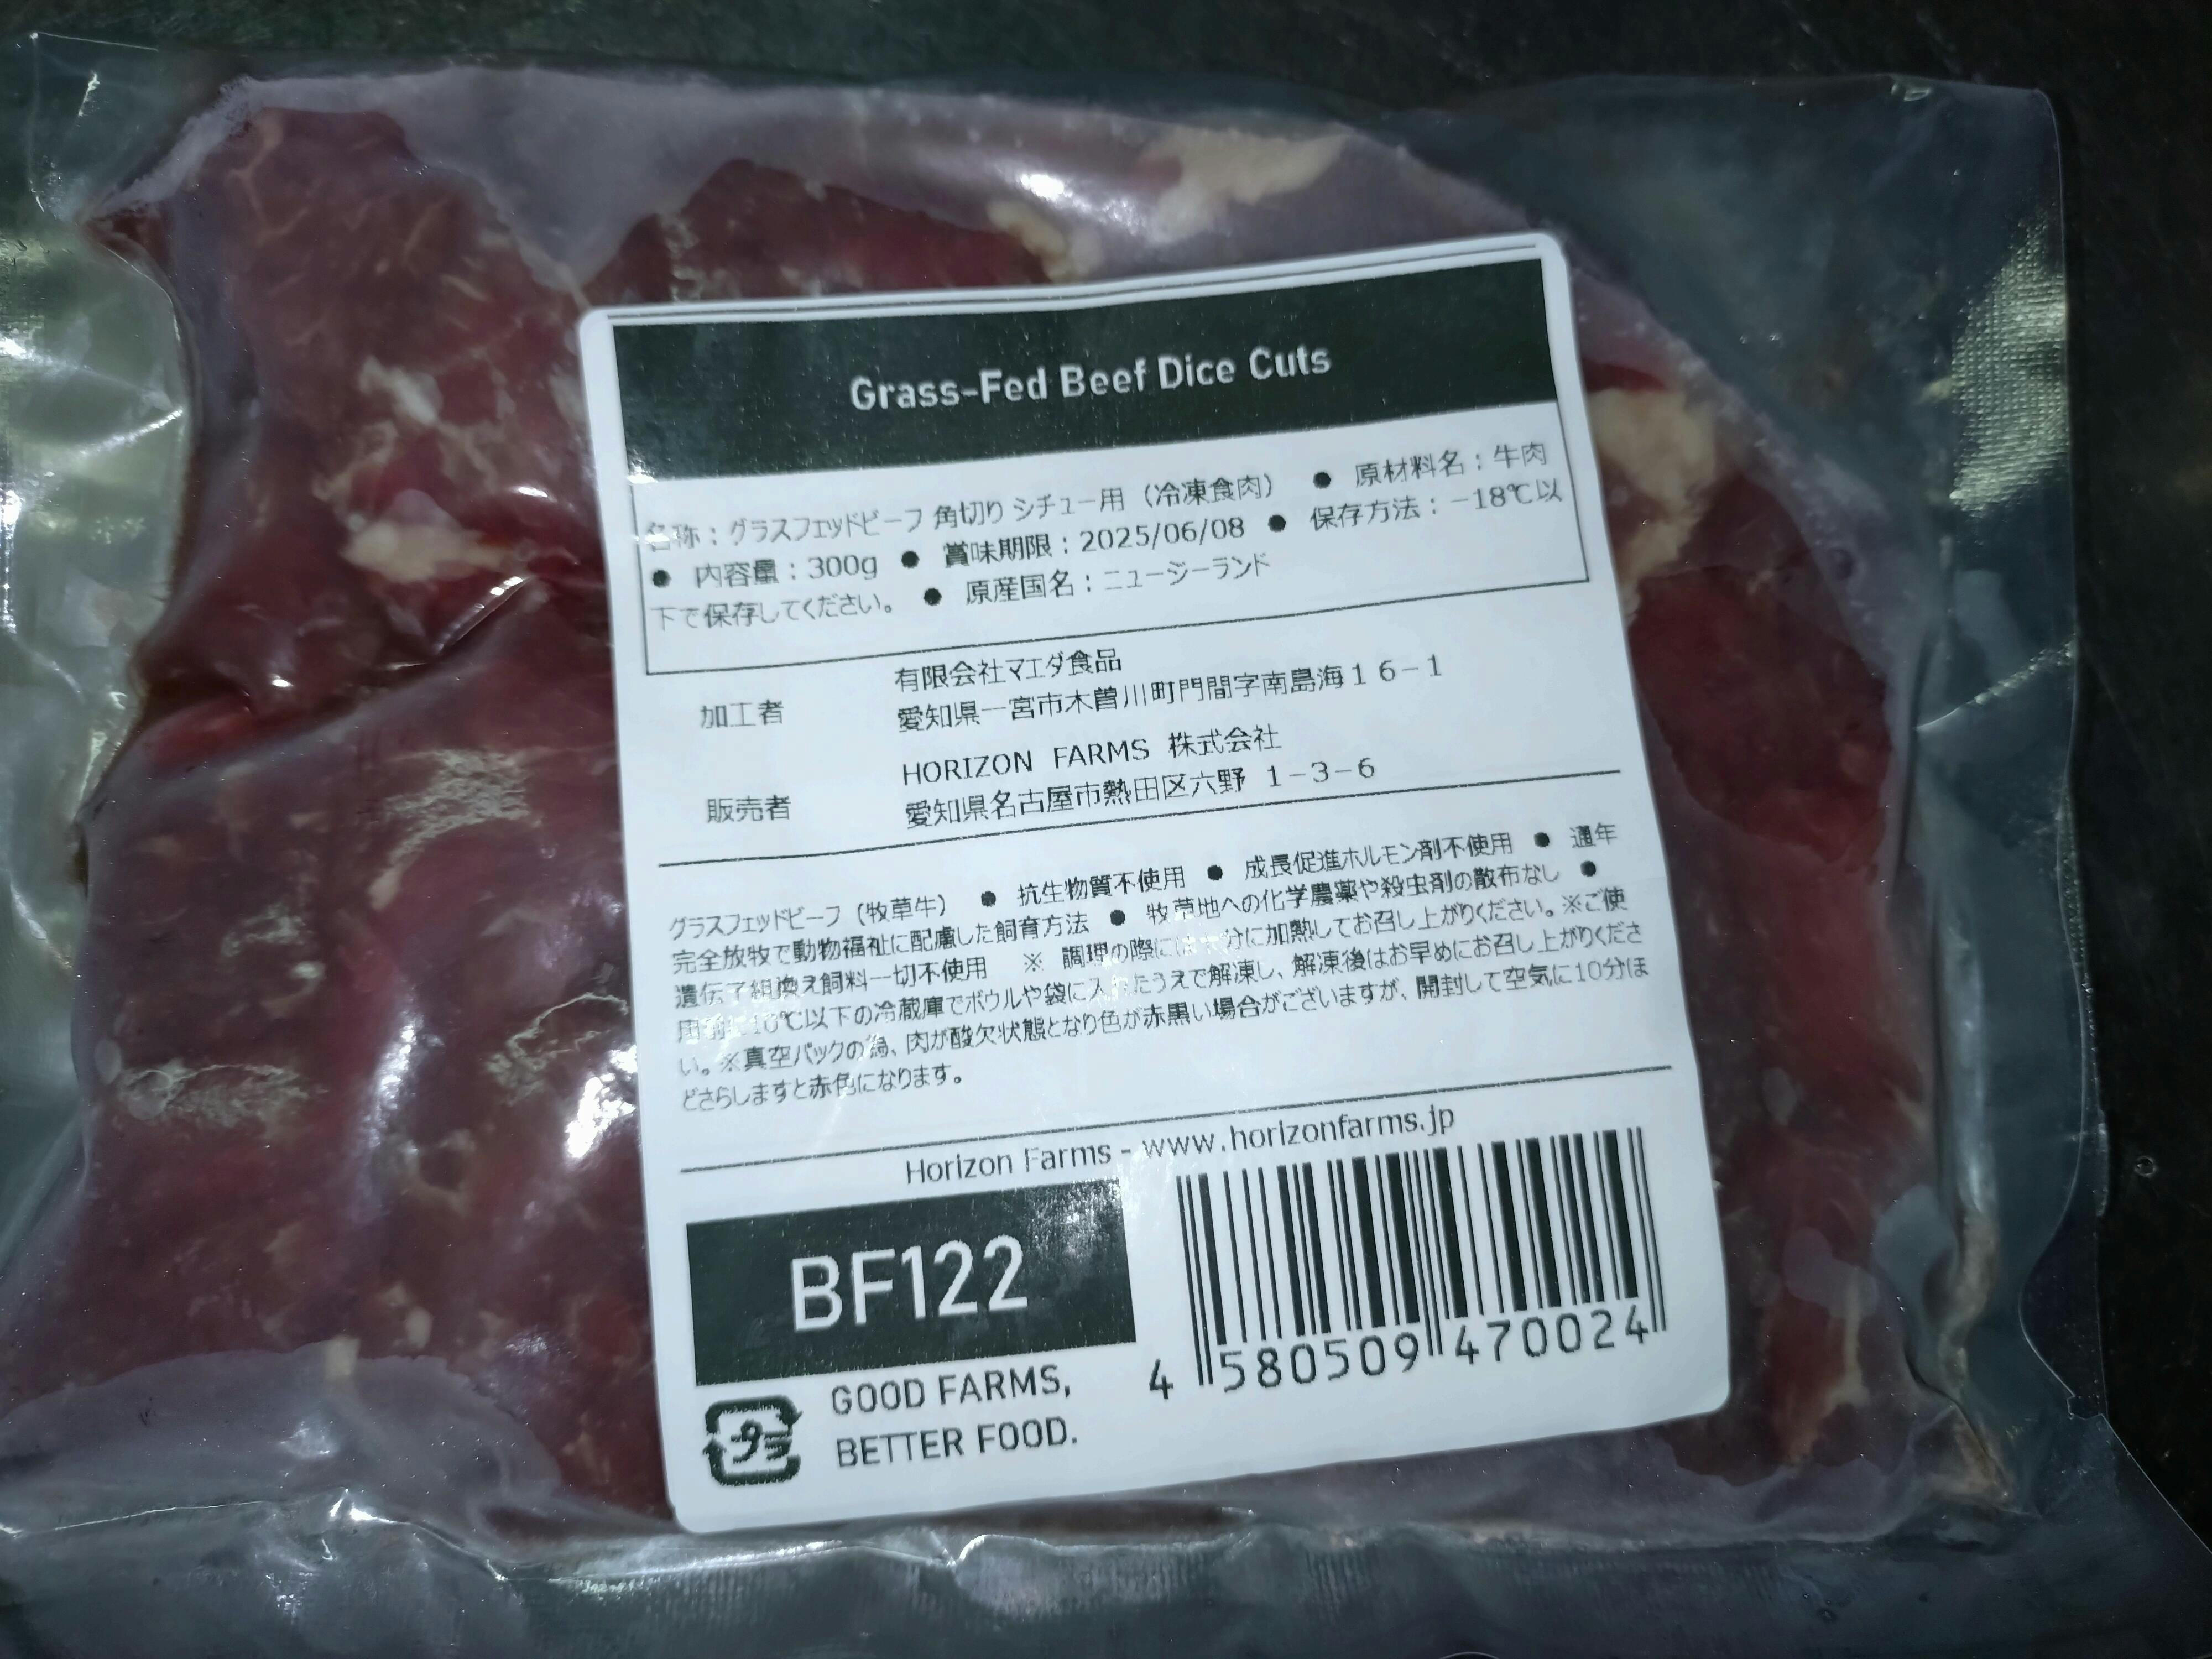 Grass-Fed Beef Dice Cuts
名称：グラスフェッドビーフ 角切り シチュー用（冷凍食肉） ● 原材料名：牛肉
● 内容量：300g ● 賞味期限：2025/06/08 ● 保存方法：－18℃以
下で保存してください。 ● 原産国名：ニュージーランド
加工者
有限会社マエダ食品
愛知県一宮市木曽川町門間字南島海１６－１
販売者
HORIZON FARMS 株式会社
愛知県名古屋市熱田区六野 １－３－６
グラスフェッドビーフ（牧草牛） ● 抗生物質不使用 ● 成長促進ホルモン剤不使用 ● 通年
完全放牧で動物福祉に配慮した飼育方法 ● 牧草地への化学農薬や殺虫剤の散布なし ●
遺伝子組換え飼料一切不使用 ※ 調理の際には 分に加熱してお召し上がりください。※ご使
用前に10℃以下の冷蔵庫でボウルや袋に入れたうえで解凍し、解凍後はお早めにお召し上がりくださ
い。※真空パックの為、肉が酸欠状態となり色が赤黒い場合がございますが、開封して空気に10分ほ
どさらしますと赤色になります。
Horizon Farms - www.horizonfarms.jp
BF122
GOOD FARMS,
BETTER FOOD.
4 580509 470024
プラ